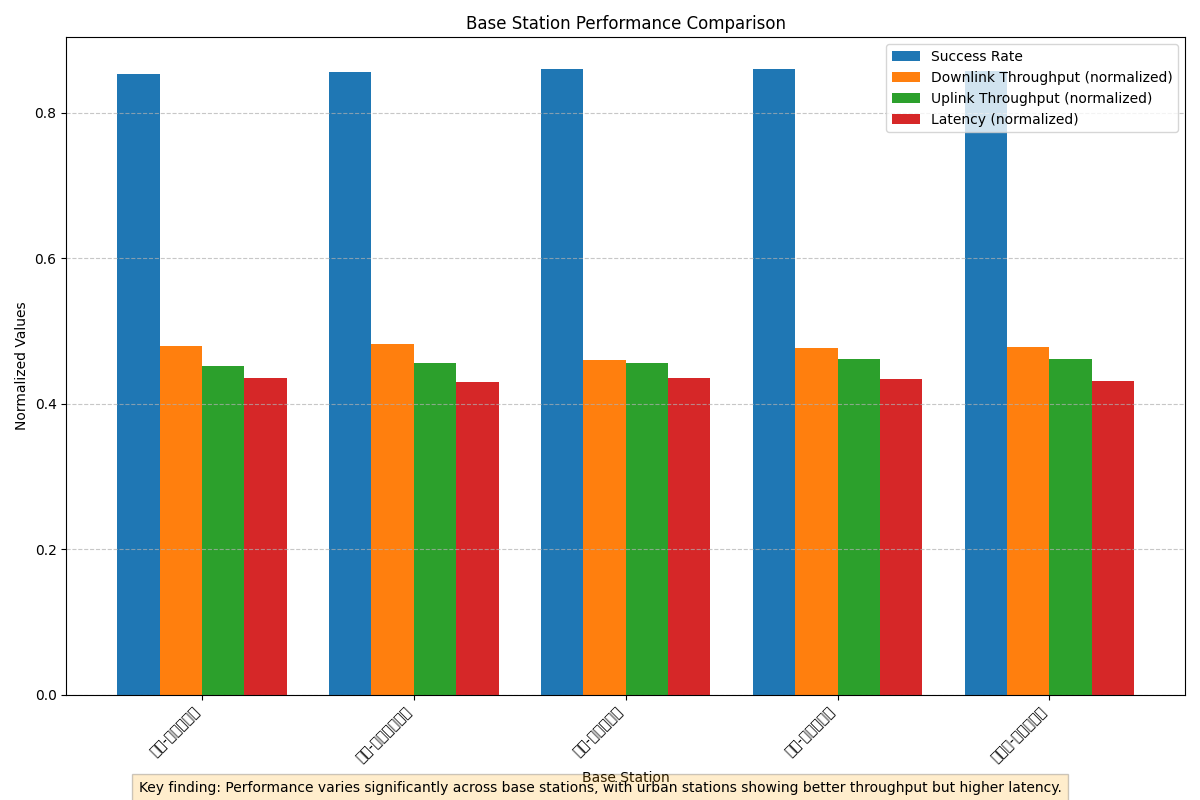 Base Station Performance Comparison
Success Rate
Downlink Throughput (normalized)
Uplink Throughput (normalized)
Latency (normalized)
Normalized Values
0.8
0.6
0.4
0.2
0.0
Base Station
Key finding: Performance varies significantly across base stations, with urban stations showing better throughput but higher latency.